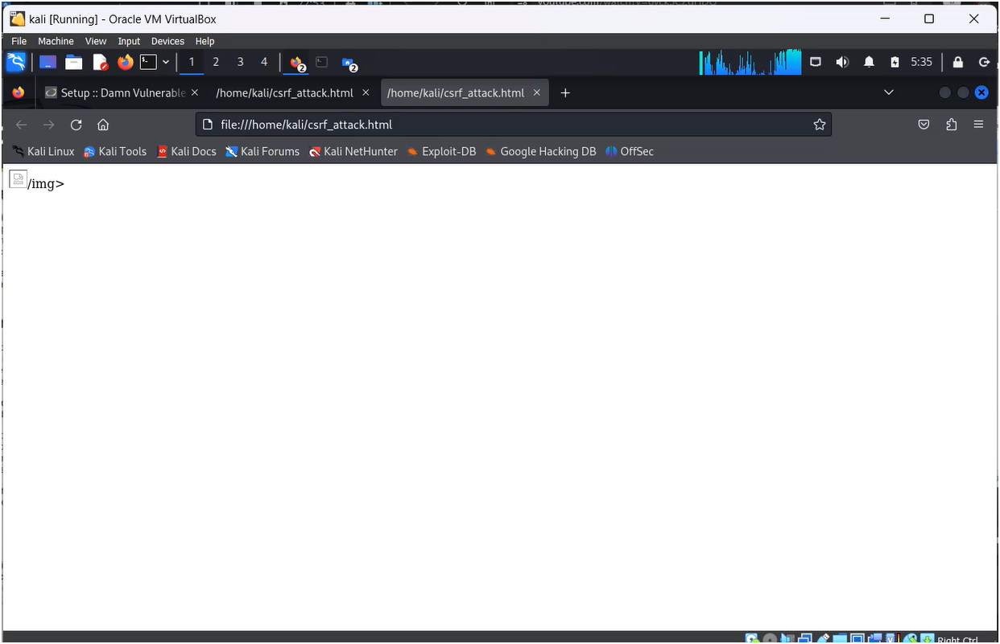 kali [Running] - Oracle VM VirtualBox
File Machine View Input Devices Help
1 2 3 4 2 2 5:35
Setup :: Damn Vulnerable /home/kali/csrf_attack.html /home/kali/csrf_attack.html
file:///home/kali/csrf_attack.html
Kali Linux Kali Tools Kali Docs Kali Forums Kali NetHunter Exploit-DB Google Hacking DB OffSec
/img>
Right Ctrl